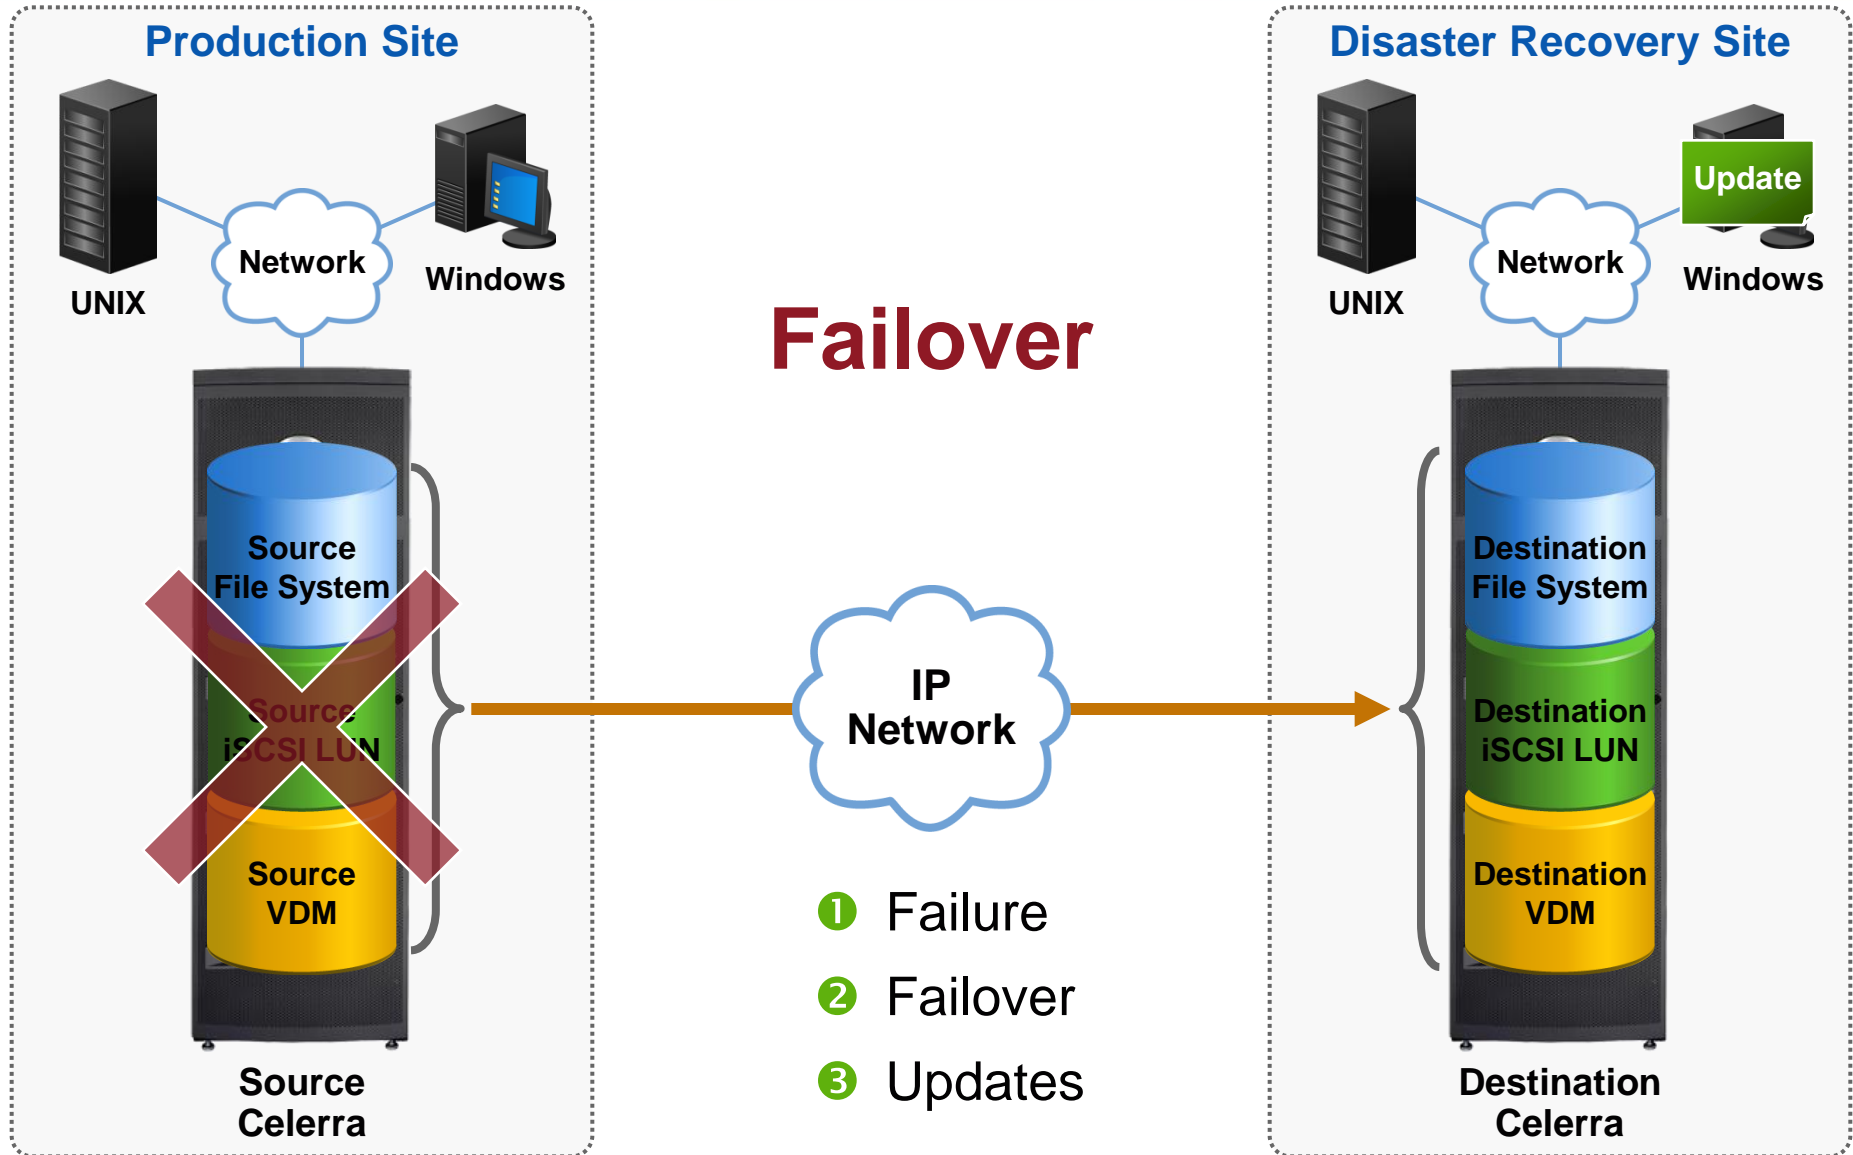 Production Site
UNIX
Network
Windows
Source
File System
Source
iSCSI LUN
Source
VDM
Source
Celerra
Failover
IP
Network
1 Failure
2 Failover
3 Updates
Disaster Recovery Site
UNIX
Network
Update
Windows
Destination
File System
Destination
iSCSI LUN
Destination
VDM
Destination
Celerra